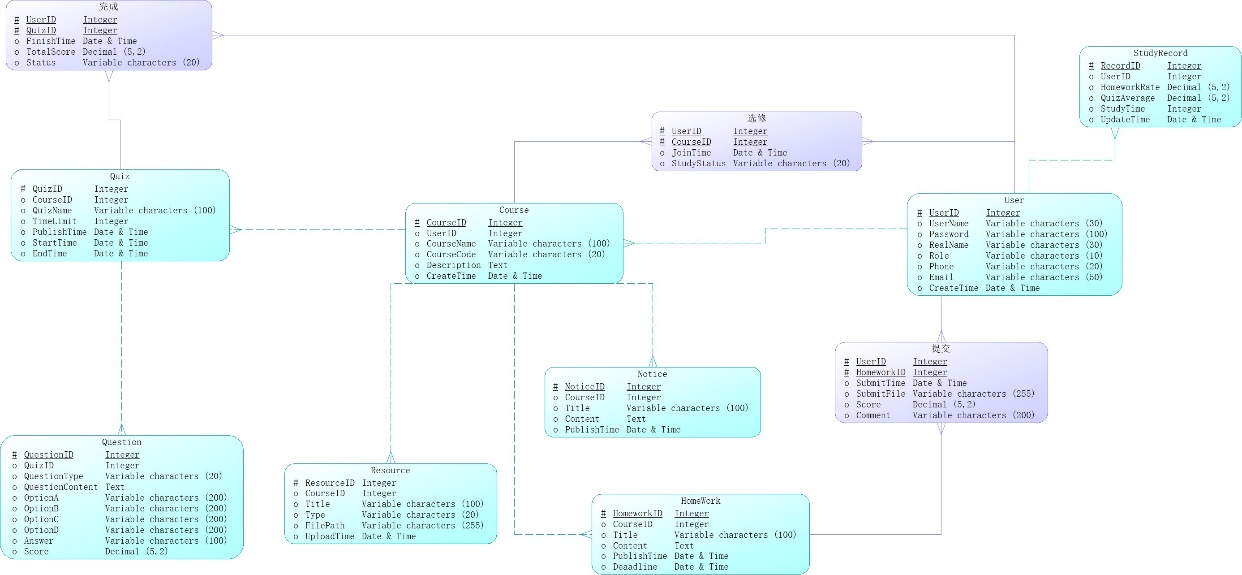 完成
# UserID Integer
# QuizID Integer
o FinishTime Date & Time
o TotalScore Decimal (5,2)
o Status Variable characters (20)
StudyRecord
# RecordID Integer
o UserID Integer
o HomeworkRate Decimal (5,2)
o QuizAverage Decimal (5,2)
o StudyTime Integer
o UpdateTime Date & Time
选修
# UserID Integer
# CourseID Integer
o JoinTime Date & Time
o StudyStatus Variable characters (20)
Quiz
# QuizID Integer
o CourseID Integer
o QuizName Variable characters (100)
o TimeLimit Integer
o PublishTime Date & Time
o StartTime Date & Time
o EndTime Date & Time
Course
# CourseID Integer
o UserID Integer
o CourseName Variable characters (100)
o CourseCode Variable characters (20)
o Description Text
o CreateTime Date & Time
User
# UserID Integer
o UserName Variable characters (30)
o Password Variable characters (100)
o RealName Variable characters (30)
o Role Variable characters (10)
o Phone Variable characters (20)
o Email Variable characters (50)
o CreateTime Date & Time
提交
# UserID Integer
# HomeworkID Integer
o SubmitTime Date & Time
o SubmitFile Variable characters (255)
o Score Decimal (5,2)
o Comment Variable characters (200)
Notice
# NoticeID Integer
o CourseID Integer
o Title Variable characters (100)
o Content Text
o PublishTime Date & Time
Question
# QuestionID Integer
o QuizID Integer
o QuestionType Variable characters (20)
o QuestionContent Text
o OptionA Variable characters (200)
o OptionB Variable characters (200)
o OptionC Variable characters (200)
o OptionD Variable characters (200)
o Answer Variable characters (100)
o Score Decimal (5,2)
Resource
# ResourceID Integer
o CourseID Integer
o Title Variable characters (100)
o Type Variable characters (20)
o FilePath Variable characters (255)
o UploadTime Date & Time
HomeWork
# HomeworkID Integer
o CourseID Integer
o Title Variable characters (100)
o Content Text
o PublishTime Date & Time
o Deaadline Date & Time